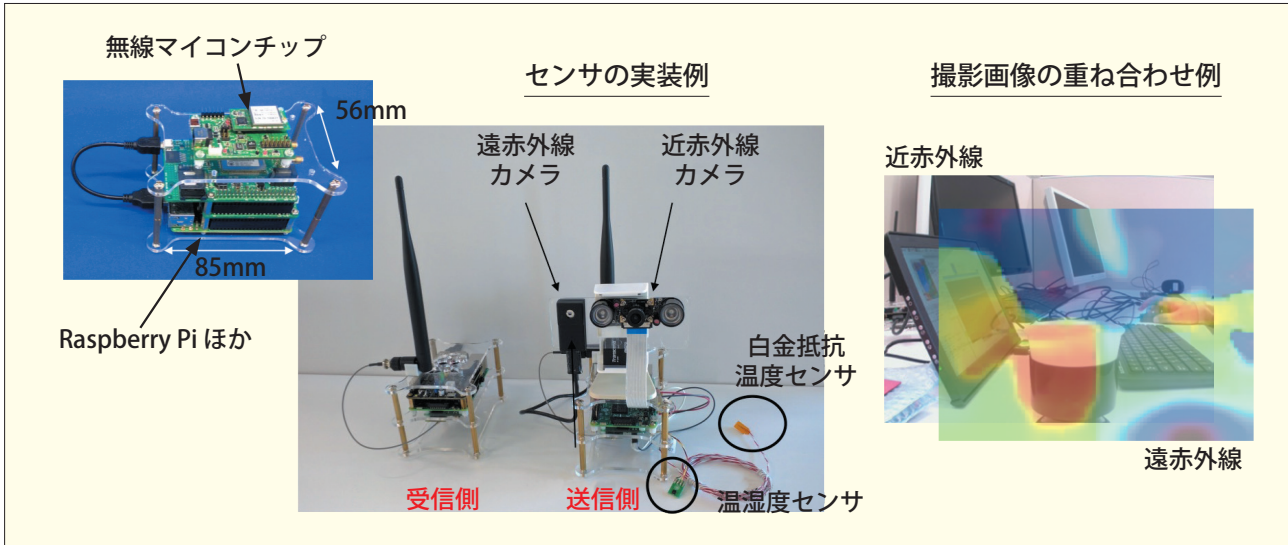 無線マイコンチップ
56mm
85mm
Raspberry Pi ほか
センサの実装例
遠赤外線
カメラ
近赤外線
カメラ
白金抵抗
温度センサ
受信側
送信側
温湿度センサ
撮影画像の重ね合わせ例
近赤外線
遠赤外線